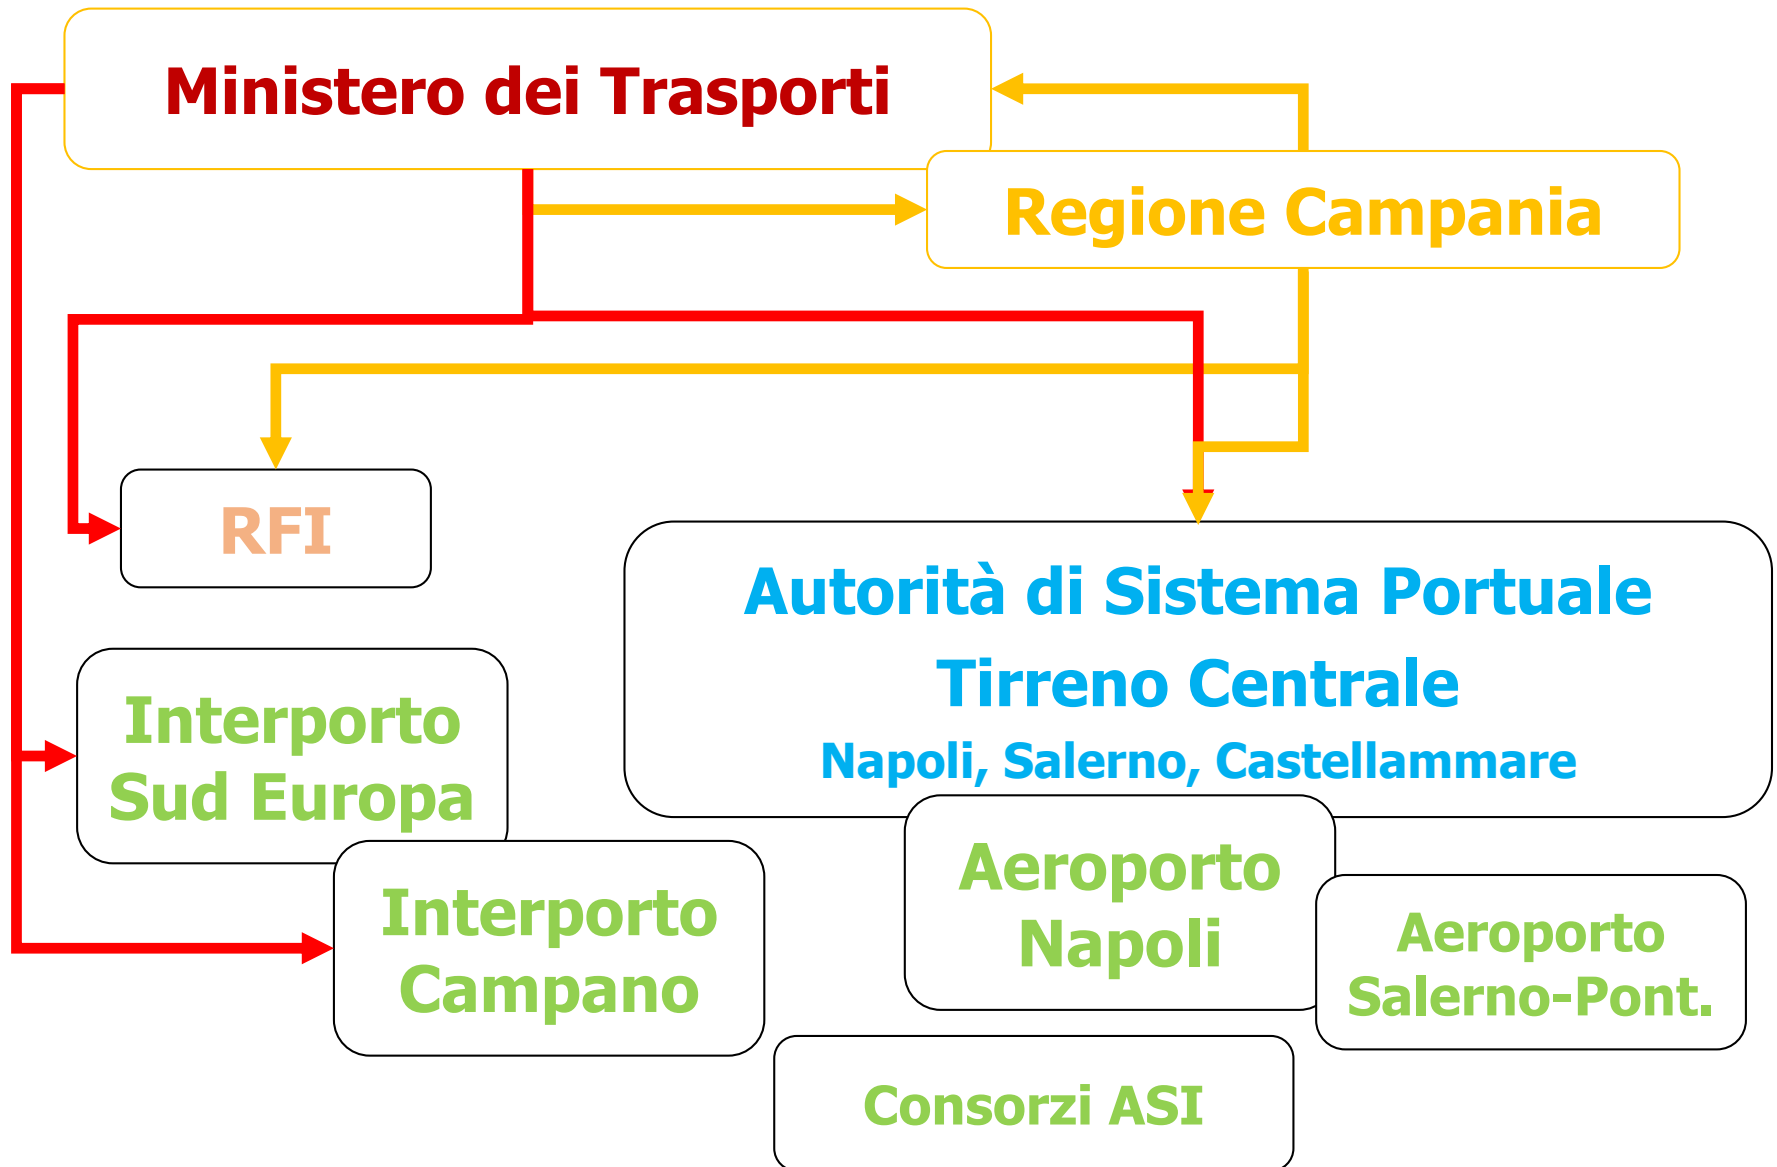 Ministero dei Trasporti
Regione Campania
RFI
Autorità di Sistema Portuale
Tirreno Centrale
Napoli, Salerno, Castellammare
Interporto
Sud Europa
Interporto
Campano
Aeroporto
Napoli
Aeroporto
Salerno-Pont.
Consorzi ASI